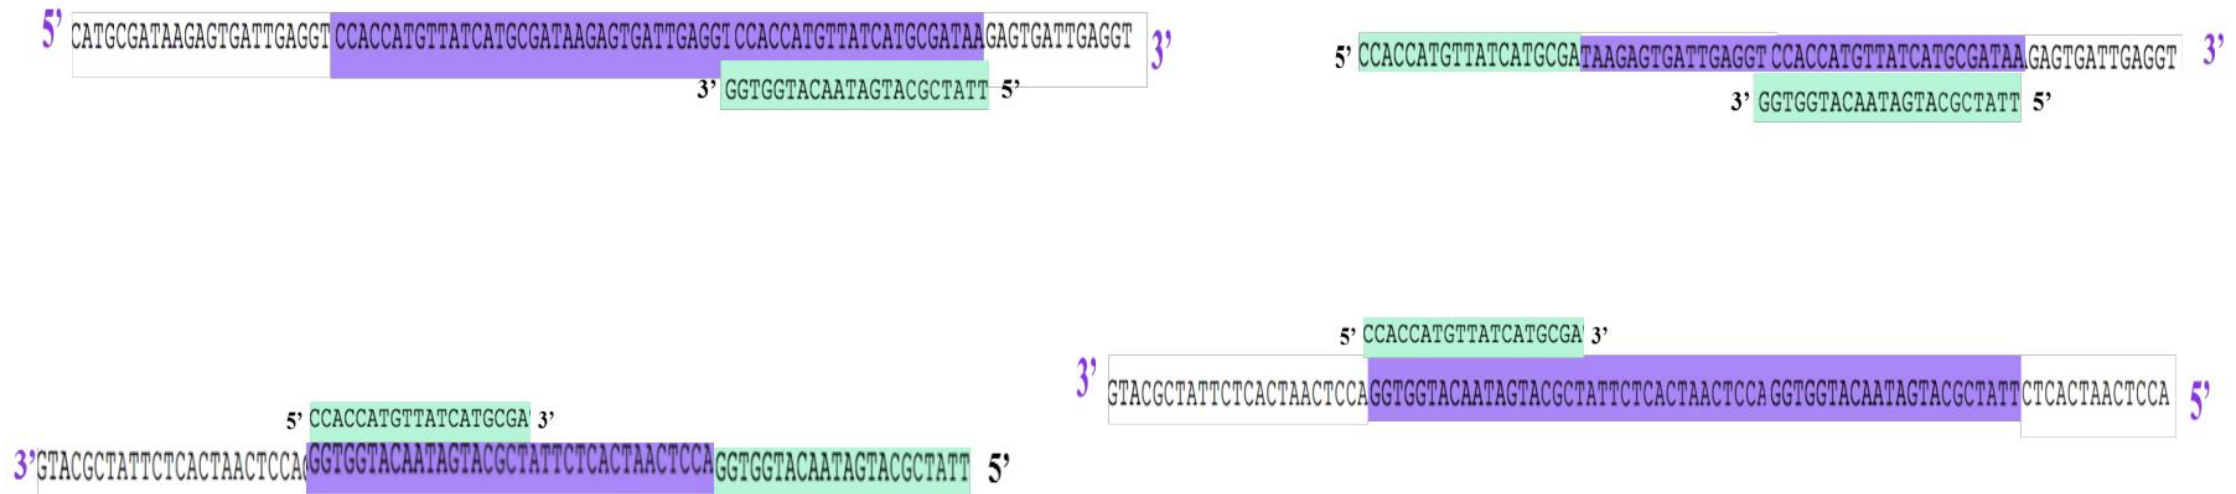 5’ CATGCGATAAGAGTGATTGAGGT CCACCATGTTATCATGCGATAAGAGTGATTGAGGT CCACCATGTTATCATGCGATAA GAGTGATTGAGGT 3’
3’ GGTGGTACAATAGTACGCTATT 5’
5’ CCACCATGTTATCATGCGA TAAGAGTGATTGAGGT CCACCATGTTATCATGCGATAA GAGTGATTGAGGT 3’
3’ GGTGGTACAATAGTACGCTATT 5’
5’ CCACCATGTTATCATGCGA 3’
3’ GTACGCTATTCTCACTAACTCCA GGTGGTACAATAGTACGCTATTCTCACTAACTCCA GGTGGTACAATAGTACGCTATT 5’
5’ CCACCATGTTATCATGCGA 3’
3’ GTACGCTATTCTCACTAACTCCA GGTGGTACAATAGTACGCTATTCTCACTAACTCCA GGTGGTACAATAGTACGCTATT CTCACTAACTCCA 5’